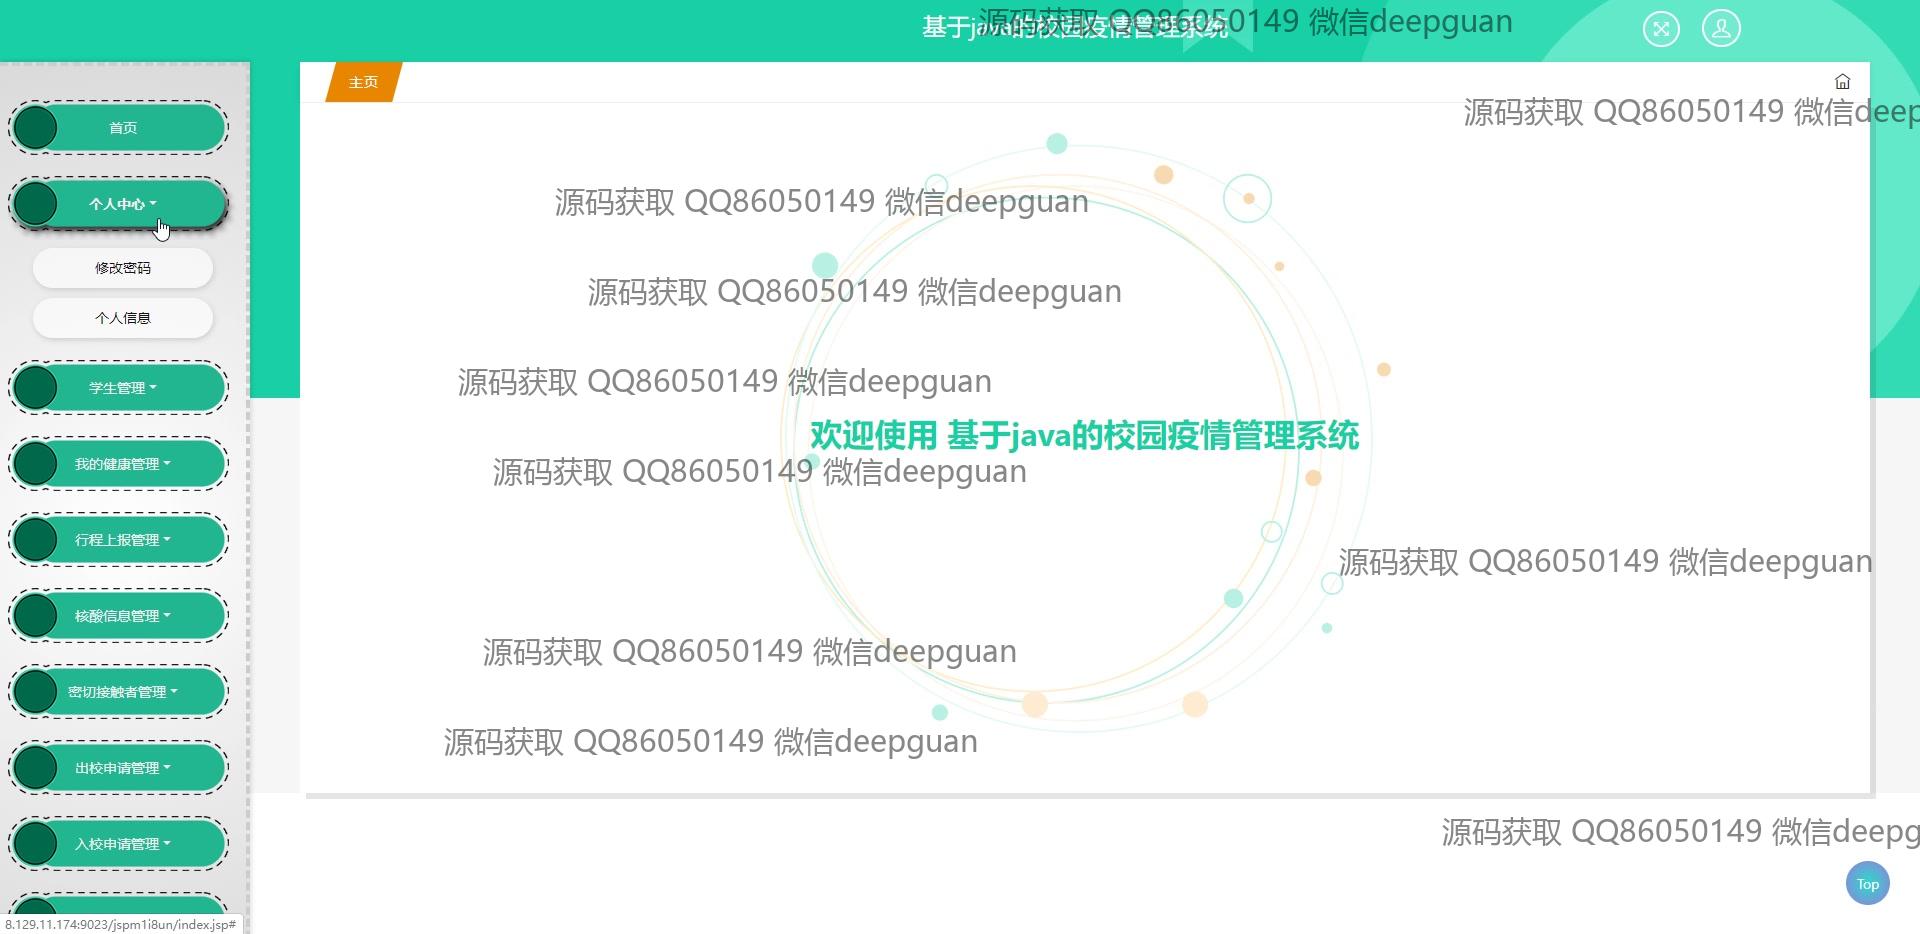 基于java的校园疫情管理系统
源码获取 QQ86050149 微信deepguan
主页
源码获取 QQ86050149 微信deep
首页
个人中心
修改密码
个人信息
学生管理
我的健康管理
行程上报管理
核酸信息管理
密切接触者管理
出校申请管理
入校申请管理
源码获取 QQ86050149 微信deepguan
源码获取 QQ86050149 微信deepguan
源码获取 QQ86050149 微信deepguan
欢迎使用 基于java的校园疫情管理系统
源码获取 QQ86050149 微信deepguan
源码获取 QQ86050149 微信deepguan
源码获取 QQ86050149 微信deepguan
源码获取 QQ86050149 微信deepguan
源码获取 QQ86050149 微信deepg
Top
8.129.11.174:9023/jspm1i8un/index.jsp#